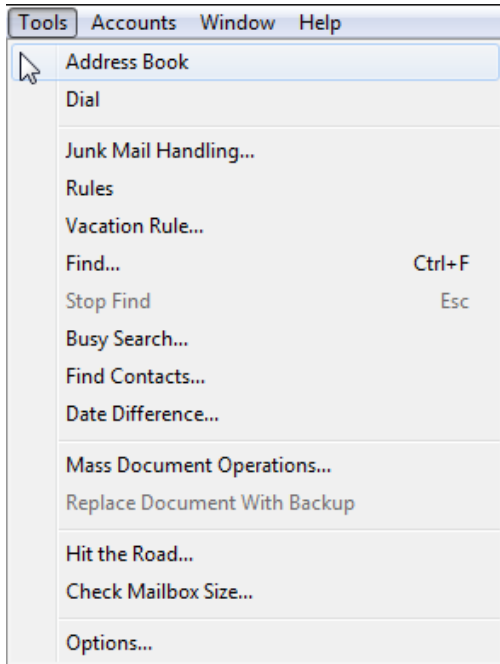 Tools Accounts Window Help
Address Book
Dial
Junk Mail Handling...
Rules
Vacation Rule...
Find... Ctrl+F
Stop Find Esc
Busy Search...
Find Contacts...
Date Difference...
Mass Document Operations...
Replace Document With Backup
Hit the Road...
Check Mailbox Size...
Options...